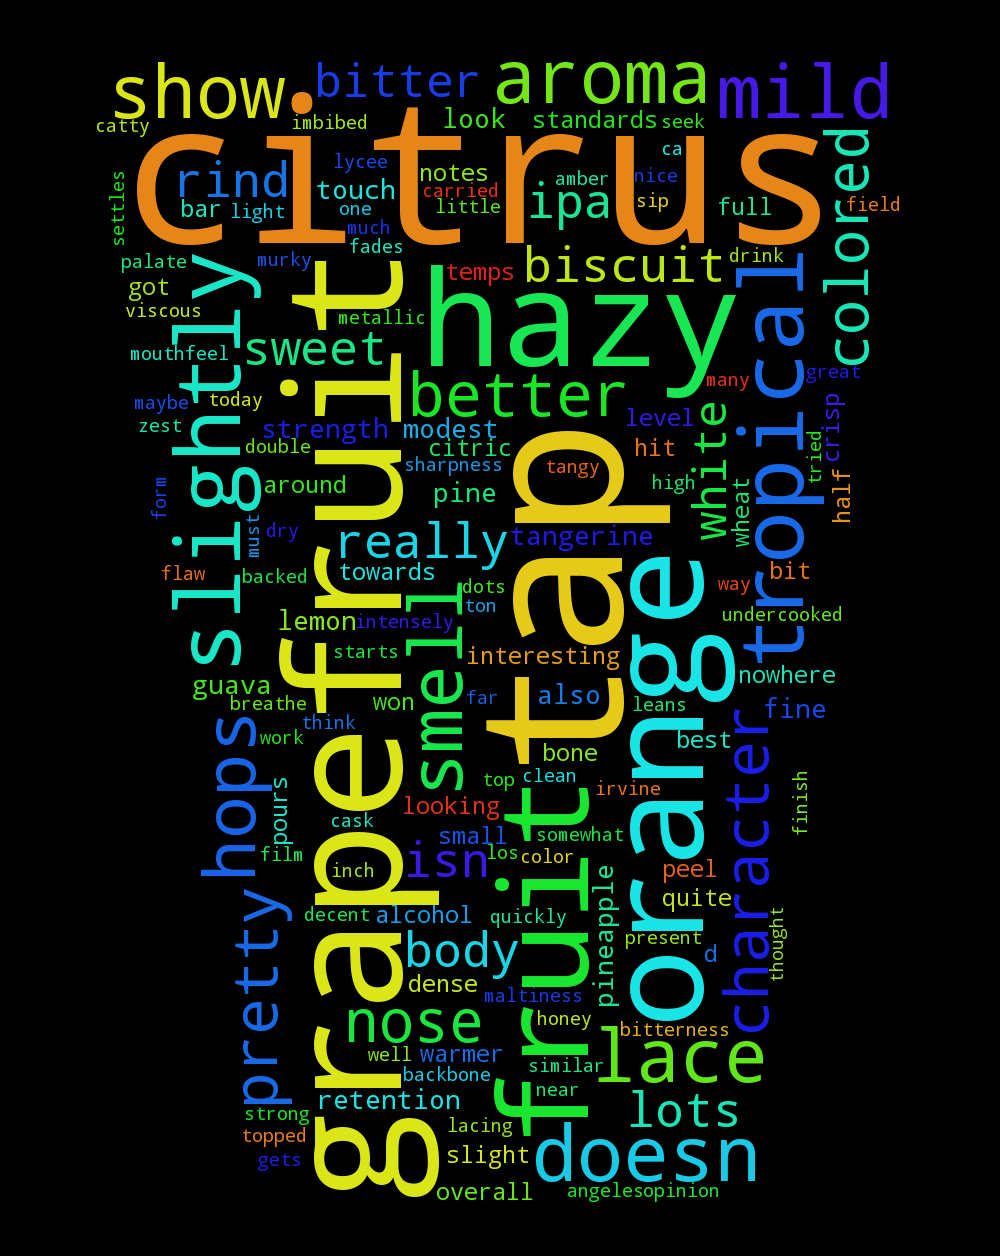 show
bitter
aroma
mild
catty
imbibed
look
standards
seek
citrus
colored
settles
rind
lycee
touch
notes
carried
little
ipa
amber
ca
nice
sip
full
field
bar
light
one
much
fades
palate
murky
temps
biscuit
drink
got
viscous
slightly
grapefruit
metallic
hazy
tropical
mouthfeel
sweet
better
many
great
maybe
today
zest
strength
modest
level
White
crisp
tried
double
citric
hit
sharpness
tangy
around
pine
high
wheat
half
form
must
dry
really
tap
tangerine
flaw
backed
towards
dots
ton
way
bit
undercooked
lemon
intensely
smell
orange
starts
interesting
guava
breathe
won
far
also
leans
nowhere
hops
think
work
bone
best
fine
character
pours
top
clean
irvine
finish
looking
fruit
cask
small
somewhat
film
inch
isn
los
color
peel
pretty
decent
alcohol
quickly
pineapple
quite
present
thought
body
d
dense
maltiness
nose
honey
bitterness
well
warmer
backbone
similar
lace
near
retention
lots
strong
topped
lacing
gets
slight
doesn
overall
angelesopinion